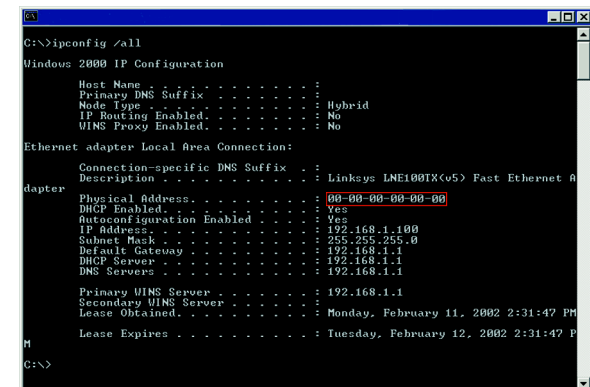 C:\>ipconfig /all
Windows 2000 IP Configuration
Host Name . . . . . . . . . . . . :
Primary DNS Suffix . . . . . . . :
Node Type . . . . . . . . . . . . : Hybrid
IP Routing Enabled. . . . . . . . : No
WINS Proxy Enabled. . . . . . . . : No
Ethernet adapter Local Area Connection:
Connection-specific DNS Suffix . :
Description . . . . . . . . . . . : Linksys LNE100TX(v5) Fast Ethernet A
dapter
Physical Address. . . . . . . . . : 00-00-00-00-00-00
DHCP Enabled. . . . . . . . . . . : Yes
Autoconfiguration Enabled . . . . : Yes
IP Address. . . . . . . . . . . . : 192.168.1.100
Subnet Mask . . . . . . . . . . . : 255.255.255.0
Default Gateway . . . . . . . . . : 192.168.1.1
DHCP Server . . . . . . . . . . . : 192.168.1.1
DNS Servers . . . . . . . . . . . : 192.168.1.1
Primary WINS Server . . . . . . . : 192.168.1.1
Secondary WINS Server . . . . . . :
Lease Obtained. . . . . . . . . . : Monday, February 11, 2002 2:31:47 PM
Lease Expires . . . . . . . . . . : Tuesday, February 12, 2002 2:31:47 P
M
C:\>